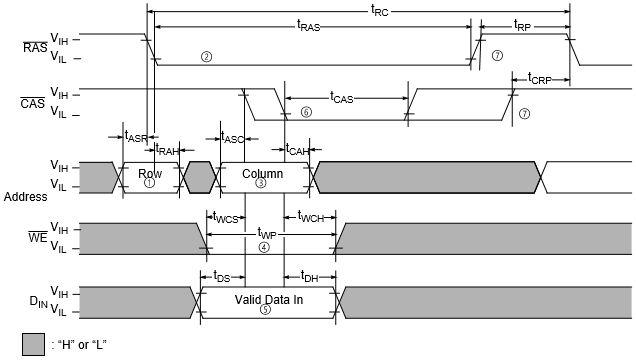 tRC
tRAS
tRP
RAS
VIH
VIL
②
⑦
tCRP
CAS
VIH
VIL
tCAS
⑥
⑦
tASR
tRAH
tASC
tCAH
Address
VIH
VIL
Row
①
Column
③
tWCS
tWCH
WE
VIH
VIL
tWP
④
tDS
tDH
DIN
VIH
VIL
Valid Data In
⑤
: “H” or “L”